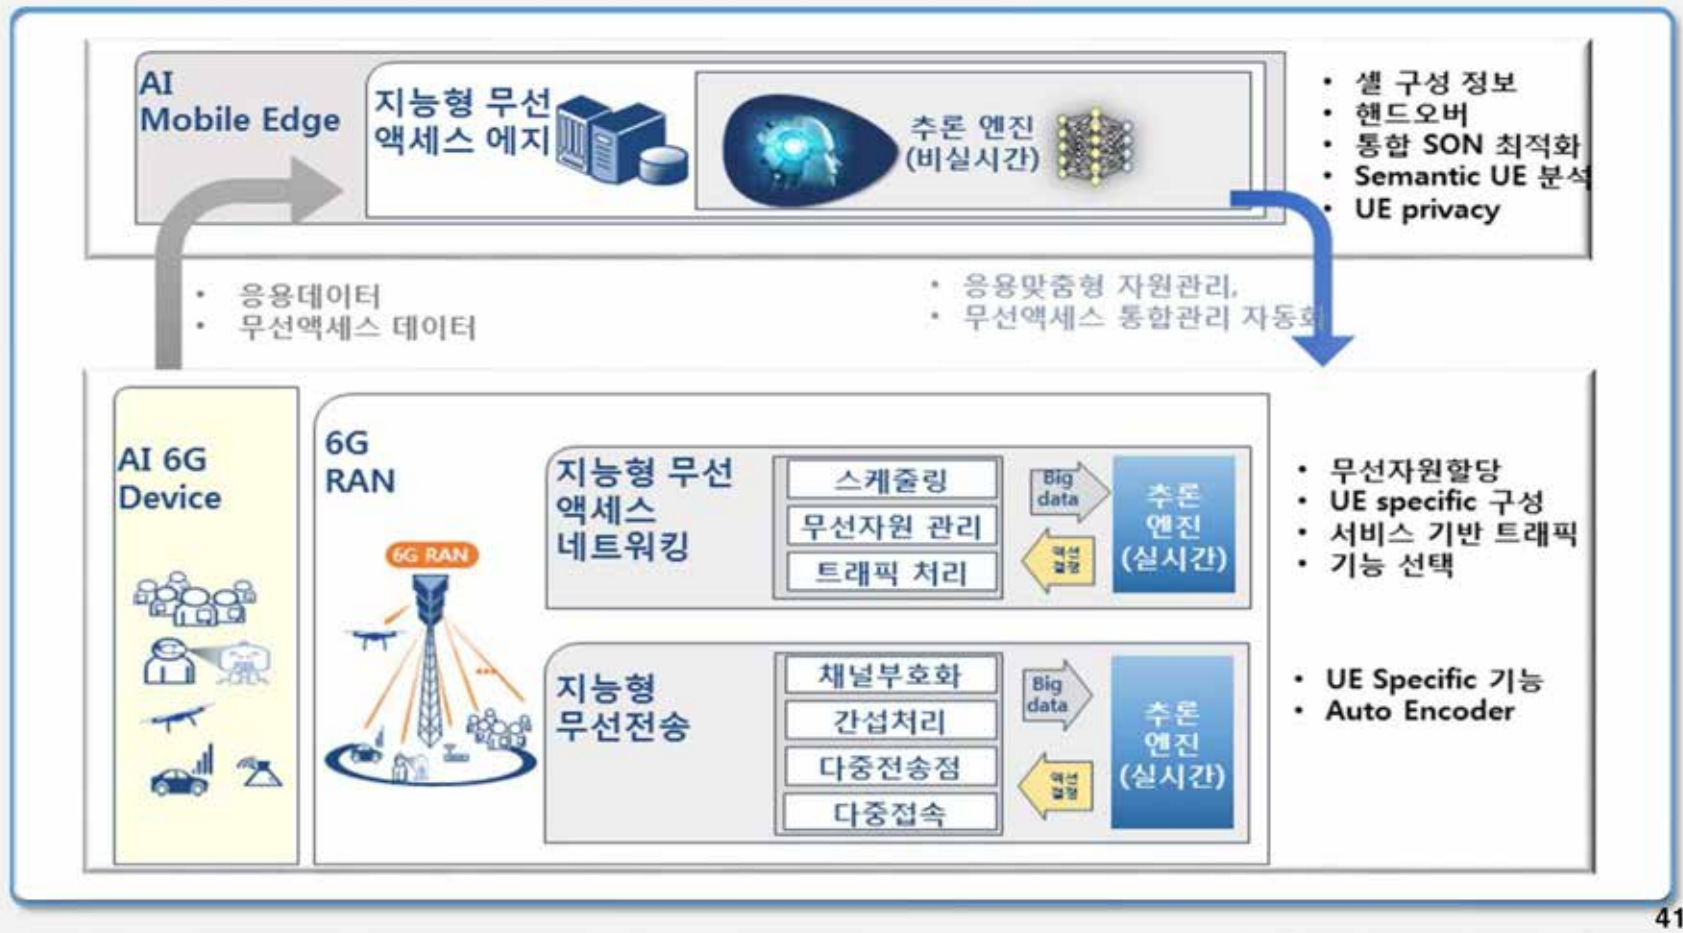 AI
Mobile Edge
지능형 무선
액세스 에지
추론 엔진
(비실시간)
• 셀 구성 정보
• 핸드오버
• 통합 SON 최적화
• Semantic UE 분석
• UE privacy
• 응용데이터
• 무선액세스 데이터
• 응용맞춤형 자원관리,
• 무선액세스 통합관리 자동화
AI 6G
Device
6G
RAN
6G RAN
지능형 무선
액세스
네트워킹
스케줄링
무선자원 관리
트래픽 처리
Big
data
액션
결정
추론
엔진
(실시간)
• 무선자원할당
• UE specific 구성
• 서비스 기반 트래픽
• 기능 선택
지능형
무선전송
채널부호화
간섭처리
다중전송점
다중접속
Big
data
액션
결정
추론
엔진
(실시간)
• UE Specific 기능
• Auto Encoder
41